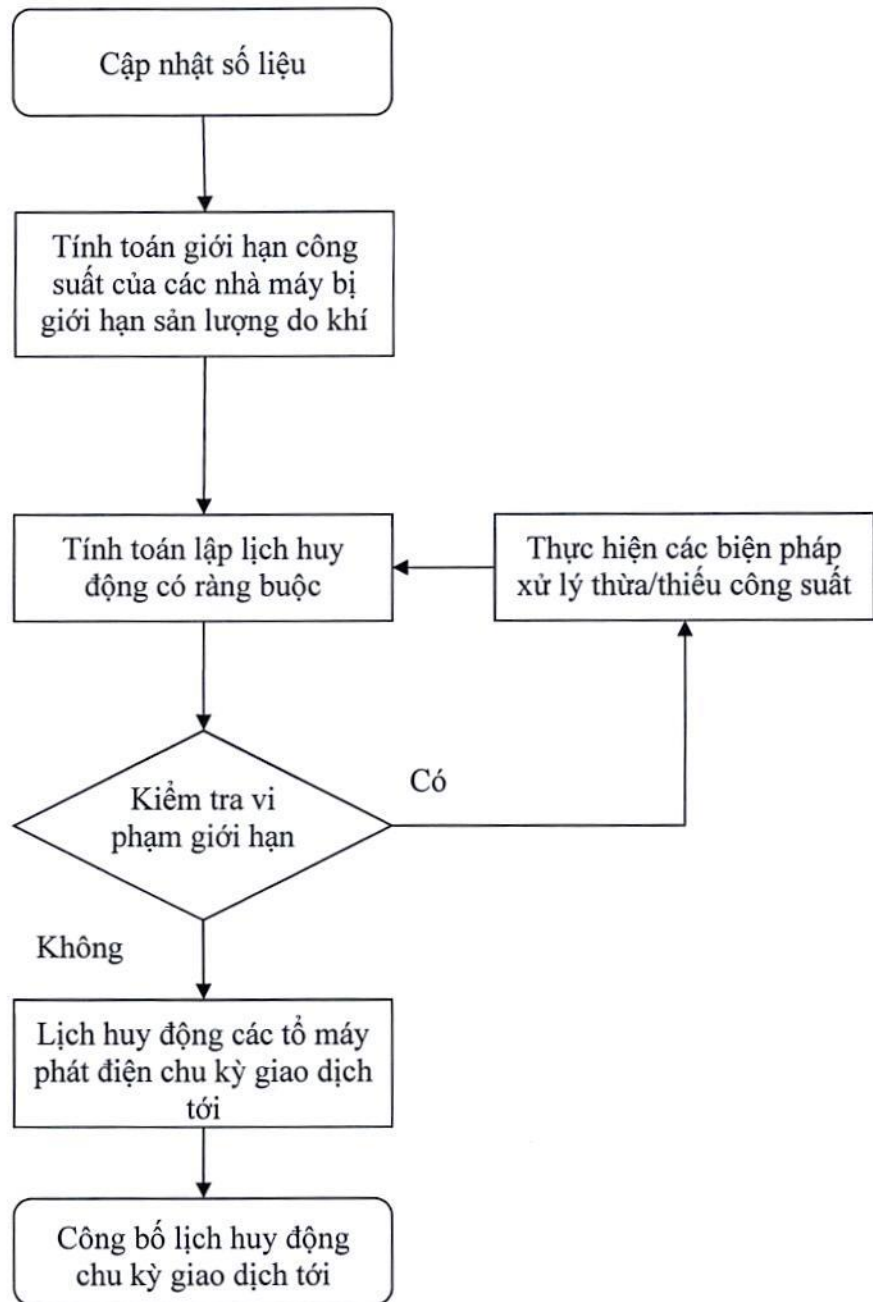 Cập nhật số liệu
Tính toán giới hạn công
suất của các nhà máy bị
giới hạn sản lượng do khí
Tính toán lập lịch huy
động có ràng buộc
Thực hiện các biện pháp
xử lý thừa/thiếu công suất
Kiểm tra vi
phạm giới hạn
Có
Không
Lịch huy động các tổ máy
phát điện chu kỳ giao dịch
tới
Công bố lịch huy động
chu kỳ giao dịch tới